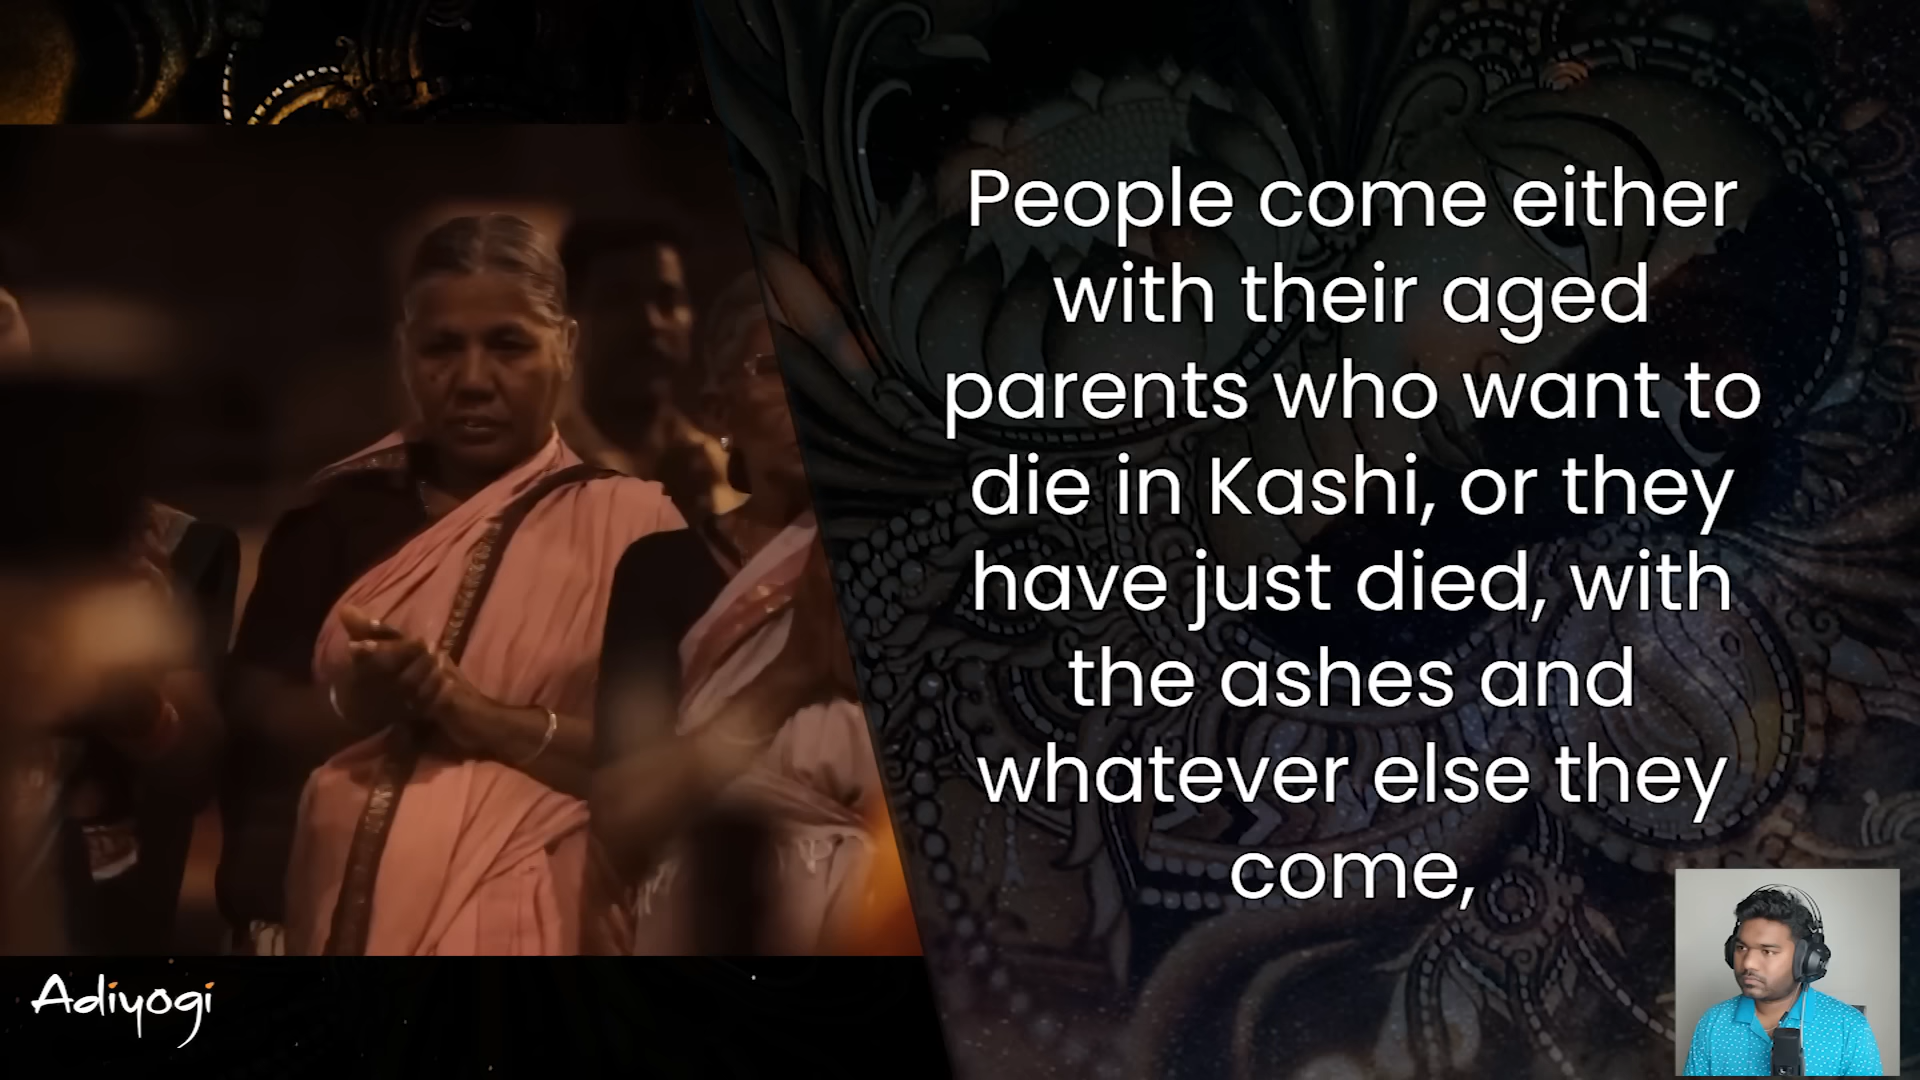 People come either
with their aged
parents who want to
die in Kashi, or they
have just died, with
the ashes and
whatever else they
come,
Adiyogi